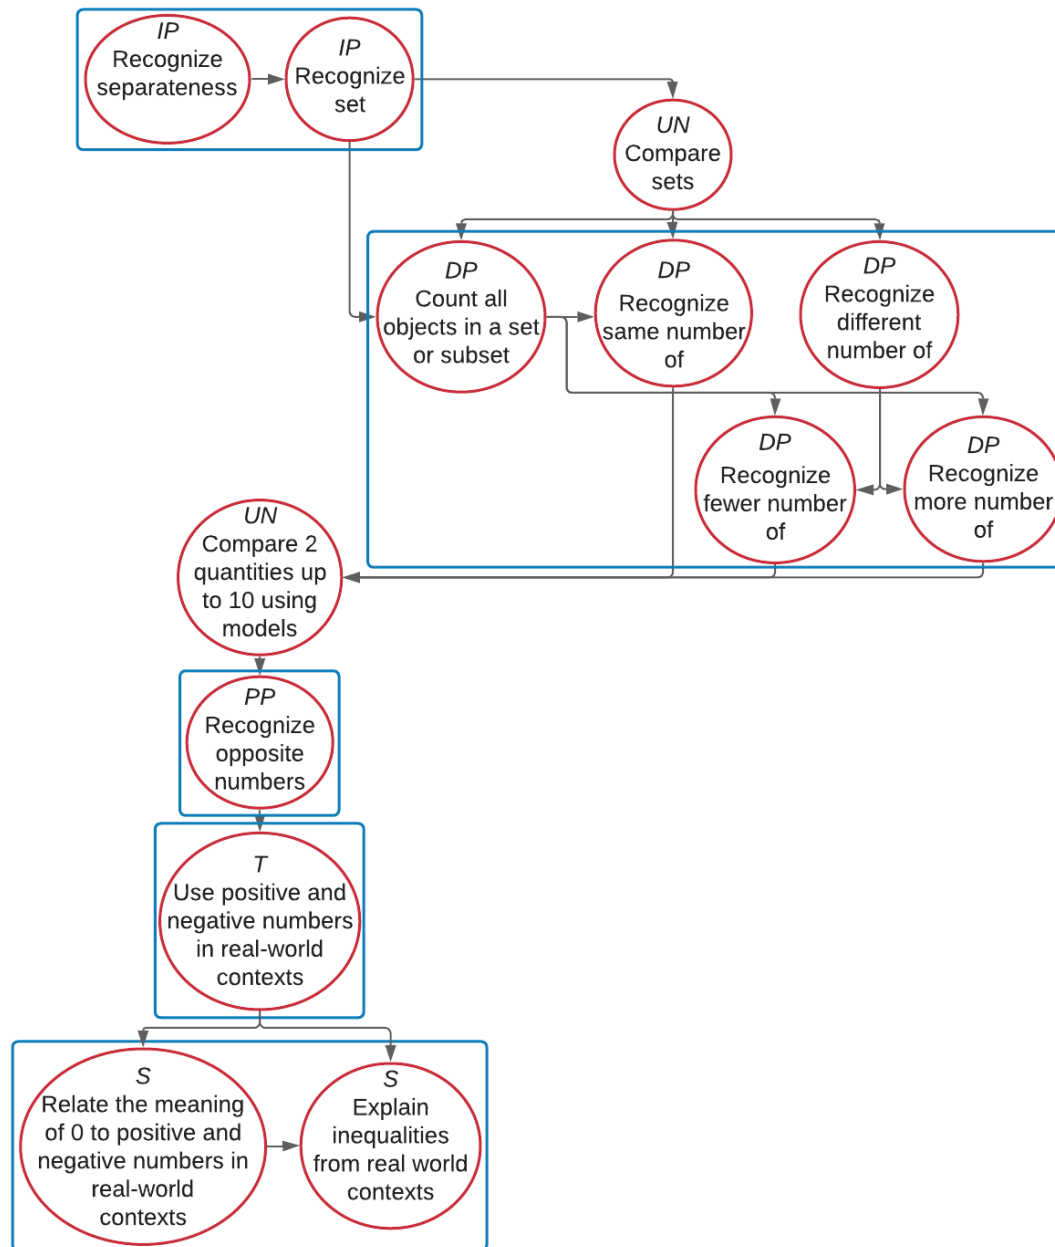 IP
Recognize
separateness
IP
Recognize
set
UN
Compare
sets
DP
Count all
objects in a set
or subset
DP
Recognize
same number
of
DP
Recognize
different
number of
DP
Recognize
fewer number
of
DP
Recognize
more number
of
UN
Compare 2
quantities up
to 10 using
models
PP
Recognize
opposite
numbers
T
Use positive and
negative numbers
in real-world
contexts
S
Relate the meaning
of 0 to positive and
negative numbers in
real-world
contexts
S
Explain
inequalities
from real world
contexts